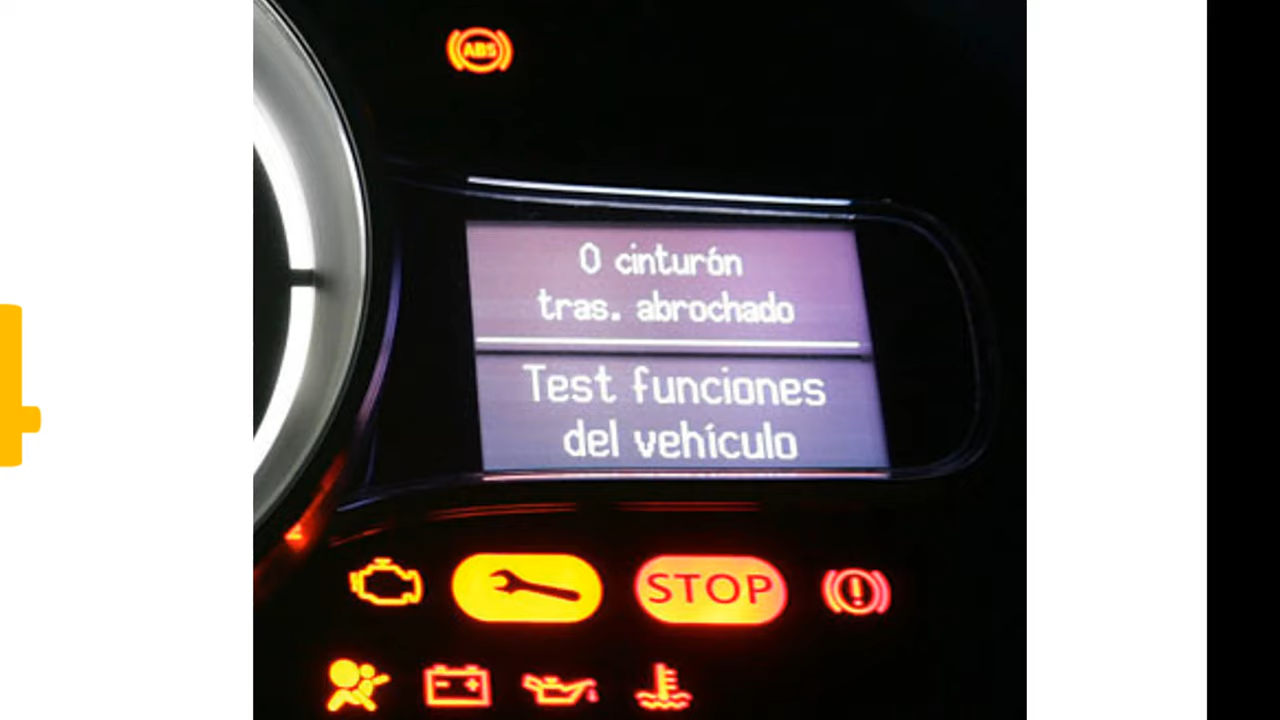 ABS
0 cinturón
tras. abrochado
Test funciones
del vehículo
STOP